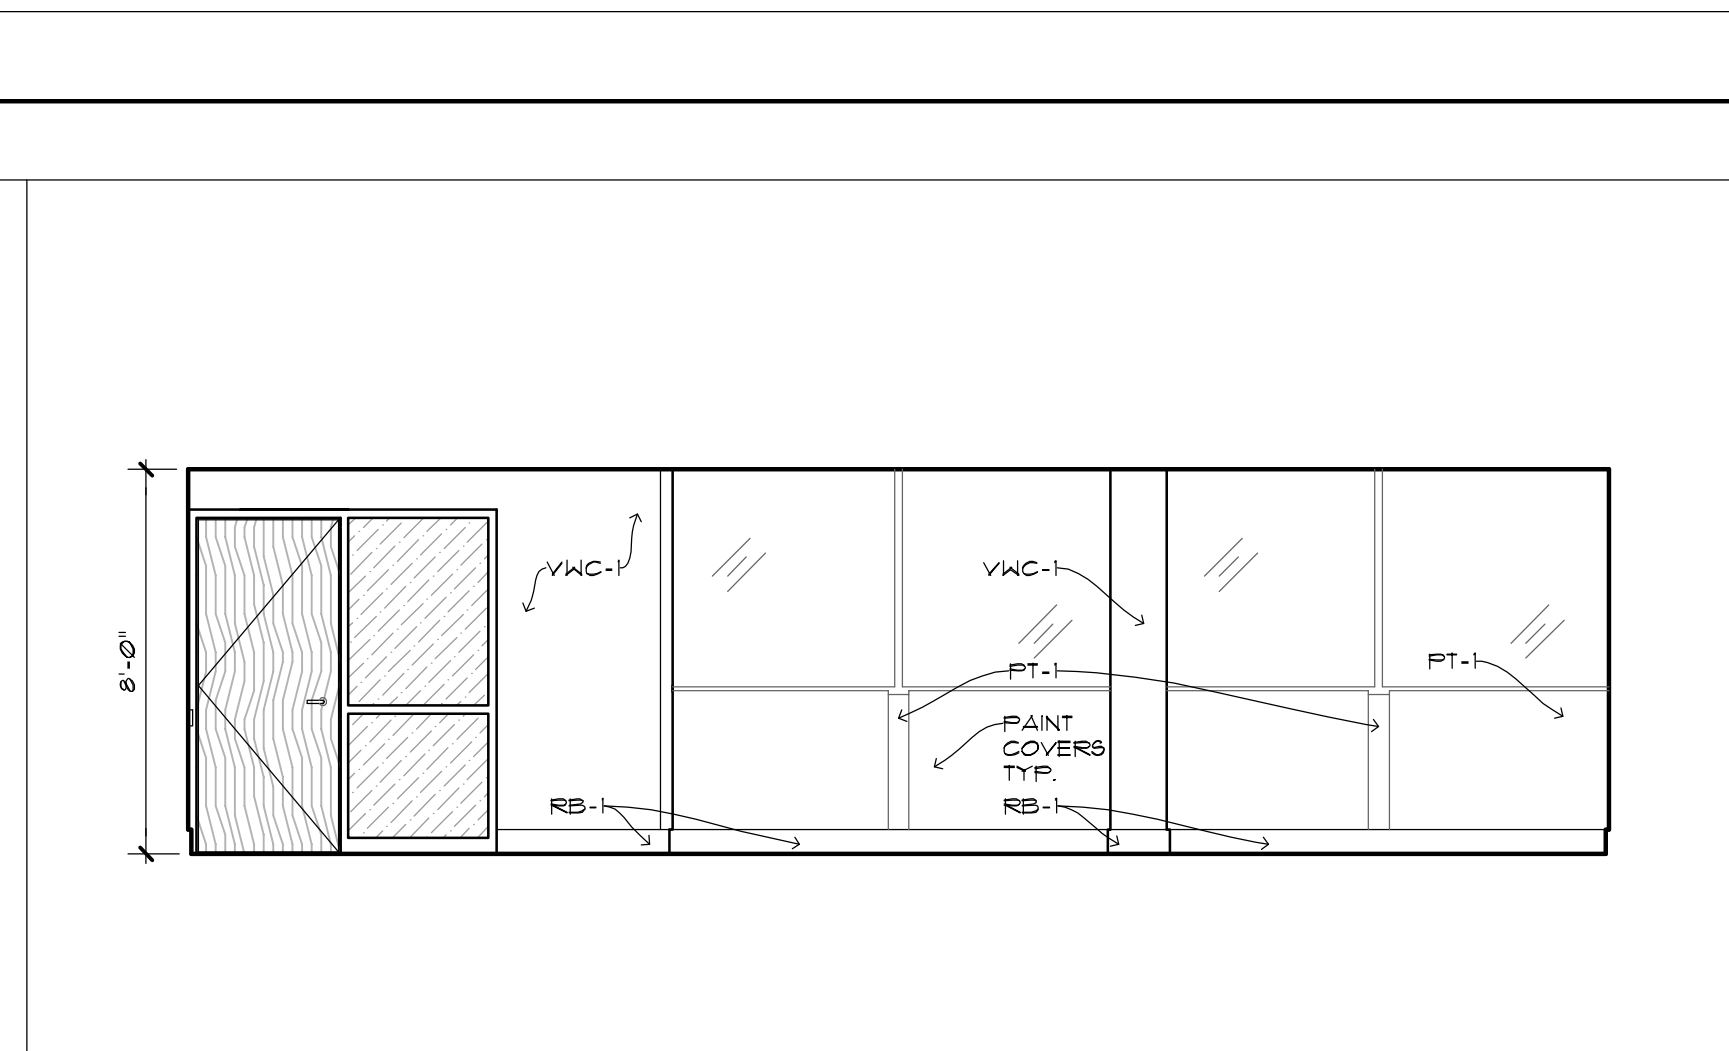 VWC-1
VWC-1
8'-0"
PT-1
PT-1
PAINT
COVERS
TYP.
RB-1
RB-1